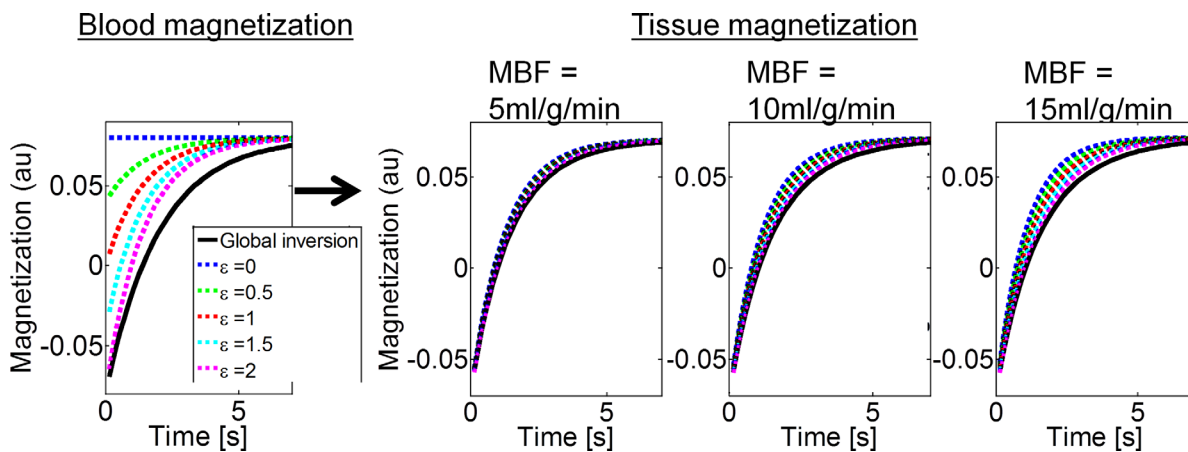 Blood magnetization
Tissue magnetization
MBF =
5ml/g/min
MBF =
10ml/g/min
MBF =
15ml/g/min
Magnetization (au)
0.05
0
-0.05
0
5
Time [s]
Global inversion
ε =0
ε =0.5
ε =1
ε =1.5
ε =2
Magnetization (au)
0.05
0
-0.05
0
5
Time [s]
0.05
0
-0.05
0
5
Time [s]
0.05
0
-0.05
0
5
Time [s]